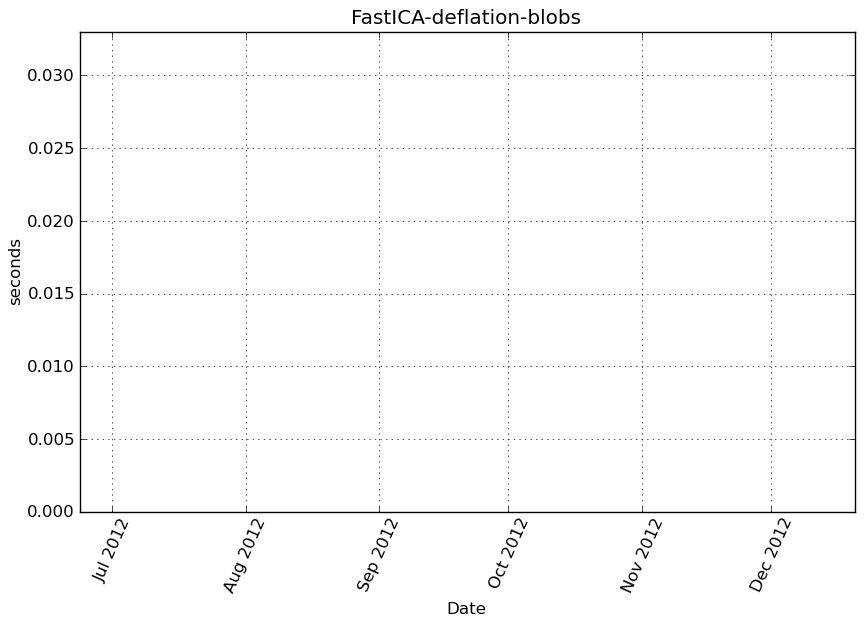 FastICA-deflation-blobs
0.030
0.025
0.020
0.015
0.010
0.005
0.000
seconds
Jul 2012
Aug 2012
Sep 2012
Oct 2012
Nov 2012
Dec 2012
Date